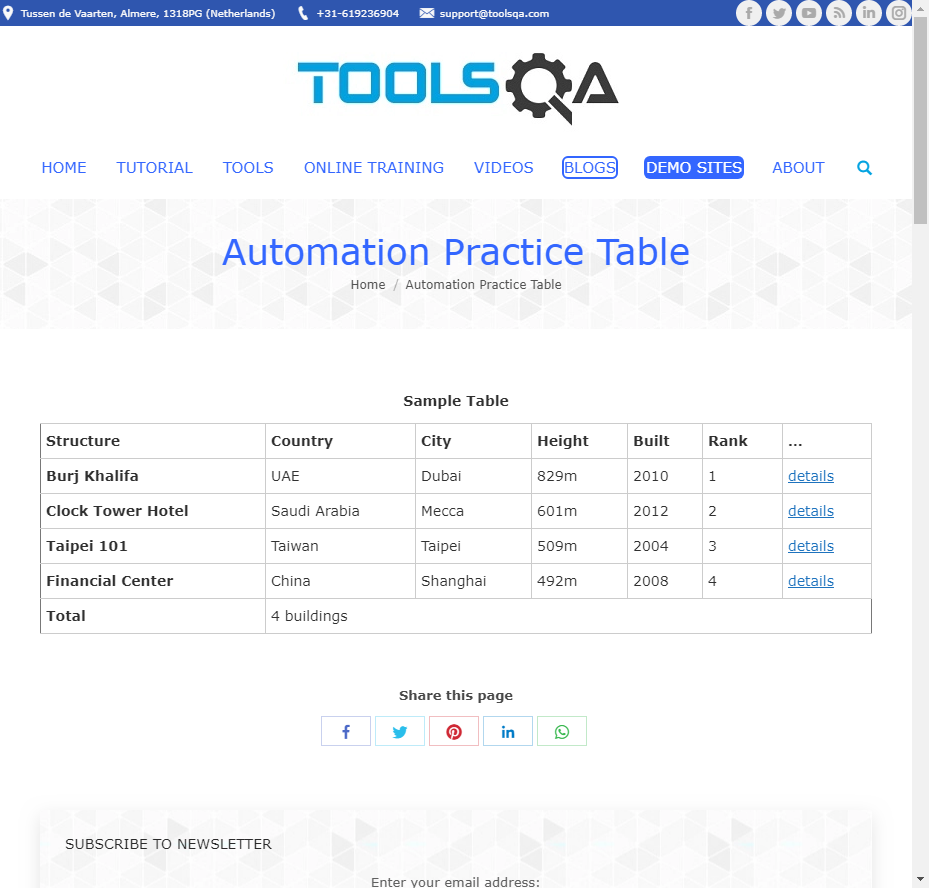 Tussen de Vaarten, Almere, 1318PG (Netherlands) +31-619236904 support@toolsqa.com
TOOLSQA
HOME TUTORIAL TOOLS ONLINE TRAINING VIDEOS BLOGS DEMO SITES ABOUT
Automation Practice Table
Home / Automation Practice Table
Sample Table
Structure Country City Height Built Rank ...
Burj Khalifa UAE Dubai 829m 2010 1 details
Clock Tower Hotel Saudi Arabia Mecca 601m 2012 2 details
Taipei 101 Taiwan Taipei 509m 2004 3 details
Financial Center China Shanghai 492m 2008 4 details
Total 4 buildings
Share this page
SUBSCRIBE TO NEWSLETTER
Enter your email address: